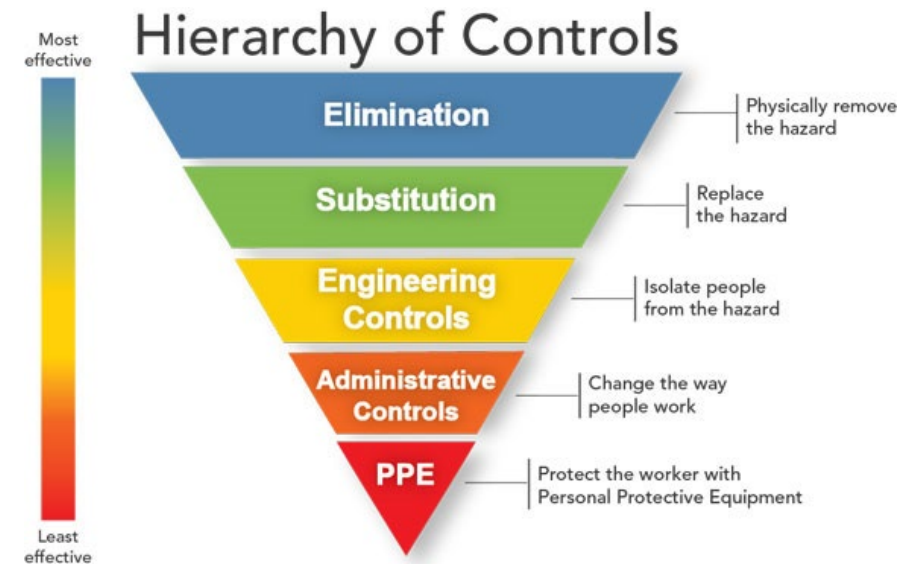 Hierarchy of Controls
Most
effective
Elimination
Physically remove
the hazard
Substitution
Replace
the hazard
Engineering
Controls
Isolate people
from the hazard
Administrative
Controls
Change the way
people work
PPE
Protect the worker with
Personal Protective Equipment
Least
effective